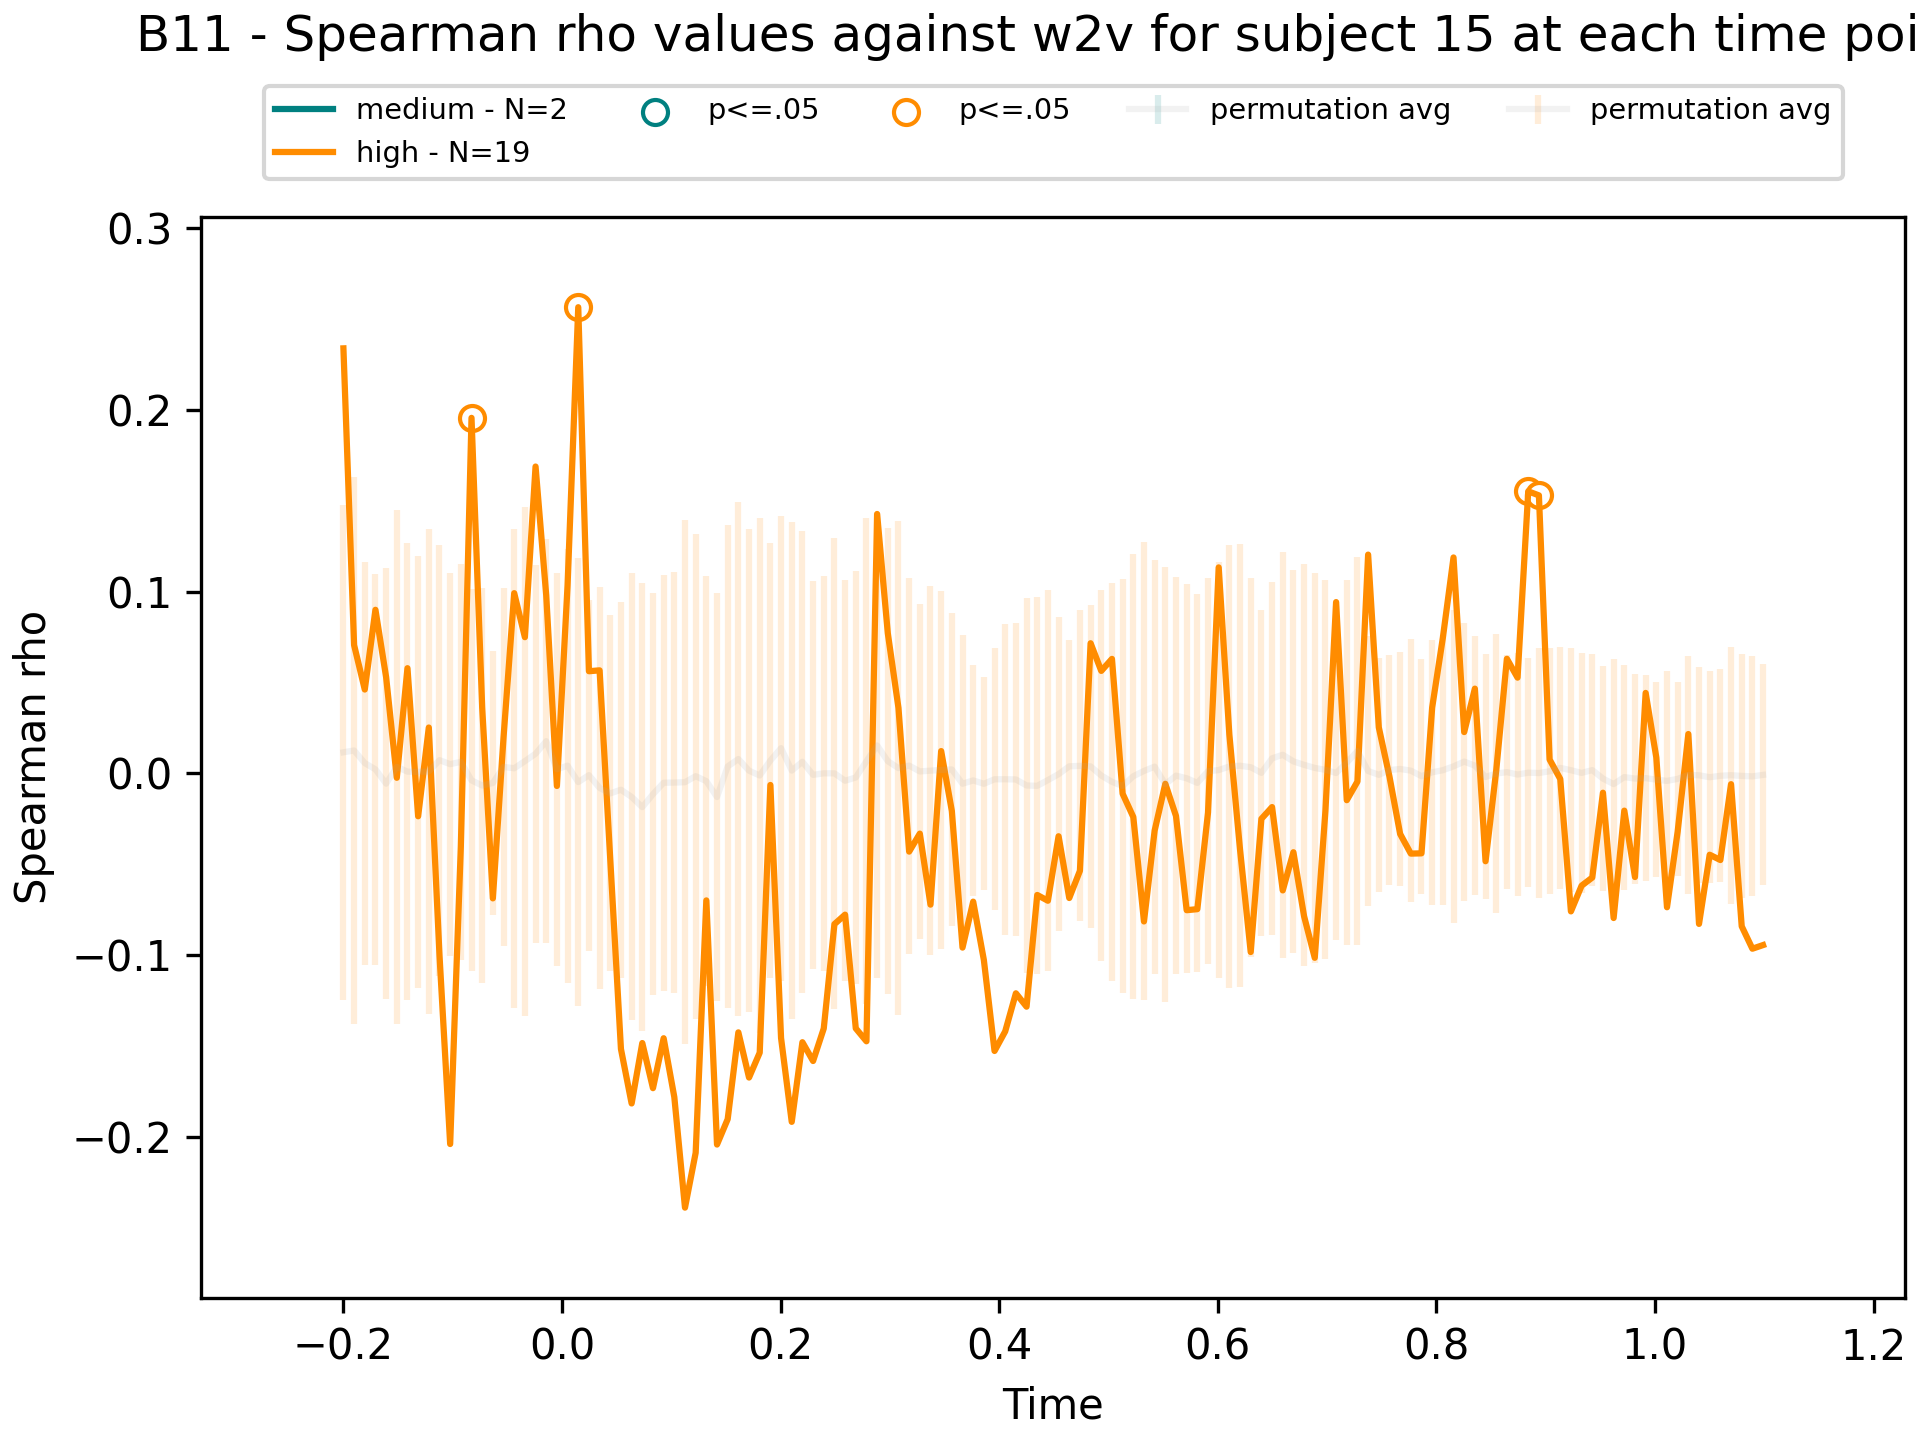 B11 - Spearman rho values against w2v for subject 15 at each time poi
medium - N=2
high - N=19
p<=.05
p<=.05
permutation avg
permutation avg
0.3
0.2
0.1
0.0
−0.1
−0.2
Spearman rho
−0.2 0.0 0.2 0.4 0.6 0.8 1.0 1.2
Time